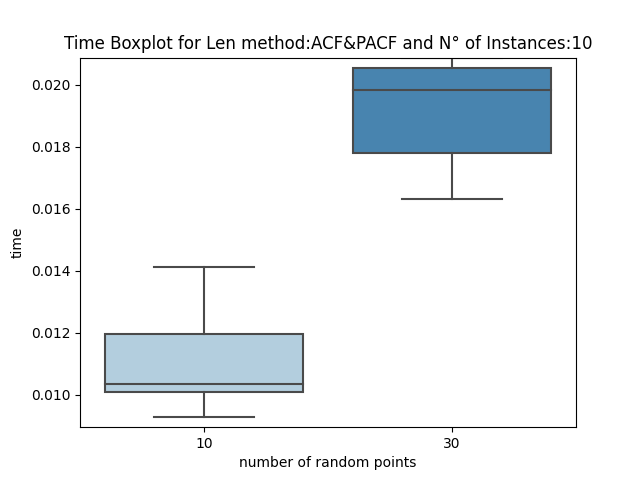 Time Boxplot for Len method:ACF&PACF and N° of Instances:10
0.020
0.018
0.016
0.014
0.012
0.010
time
10 30
number of random points